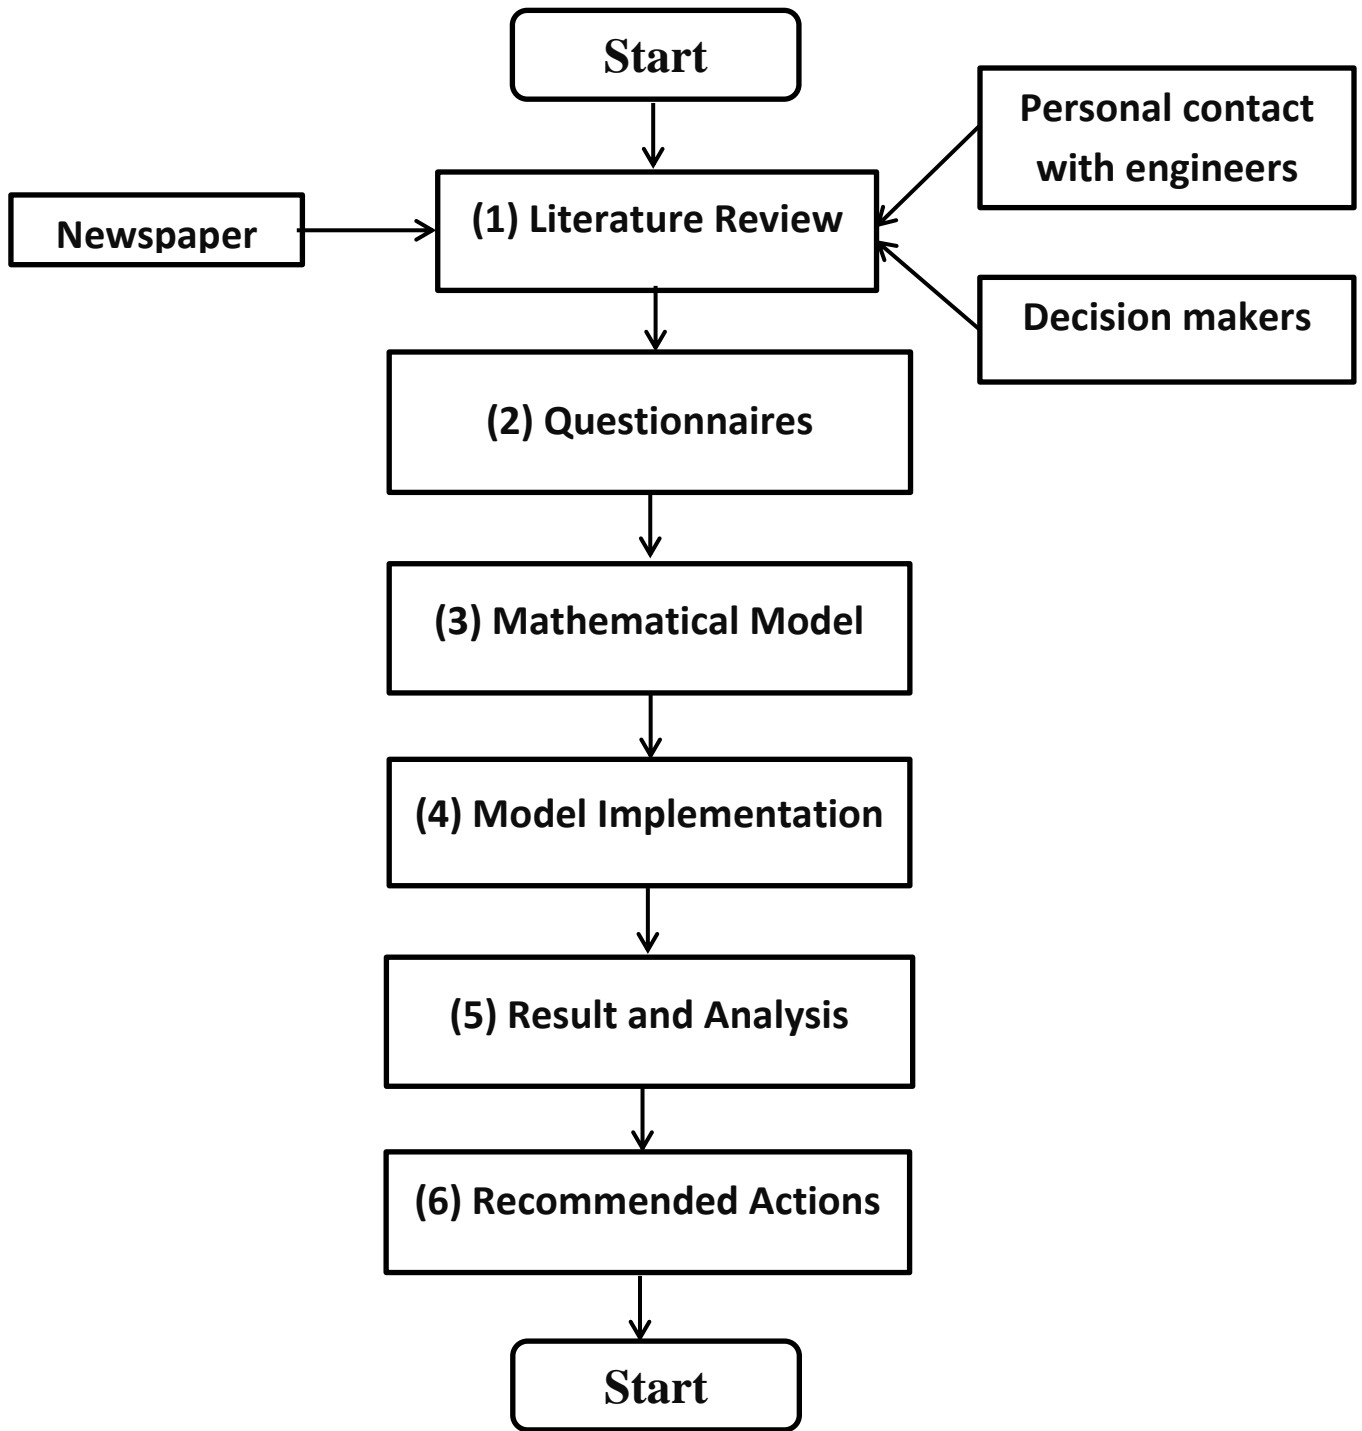 Start
Personal contact
with engineers
(1) Literature Review
Newspaper
Decision makers
(2) Questionnaires
(3) Mathematical Model
(4) Model Implementation
(5) Result and Analysis
(6) Recommended Actions
Start